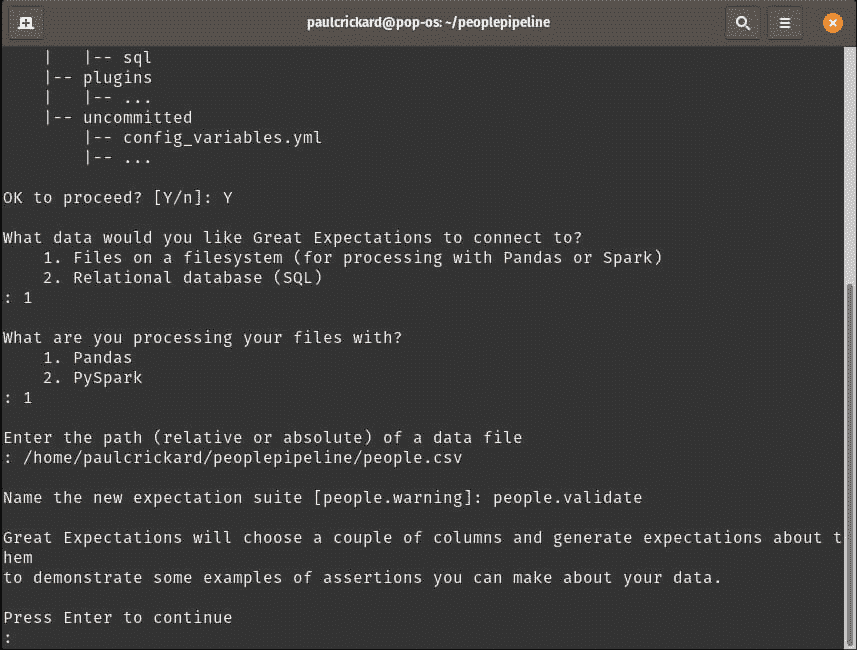 paulcrickard@pop-os: ~/peoplepipeline
|   |-- sql
|-- plugins
|   |-- ...
|-- uncommitted
    |-- config_variables.yml
    |-- ...
OK to proceed? [Y/n]: Y
What data would you like Great Expectations to connect to?
    1. Files on a filesystem (for processing with Pandas or Spark)
    2. Relational database (SQL)
: 1
What are you processing your files with?
    1. Pandas
    2. PySpark
: 1
Enter the path (relative or absolute) of a data file
: /home/paulcrickard/peoplepipeline/people.csv
Name the new expectation suite [people.warning]: people.validate
Great Expectations will choose a couple of columns and generate expectations about t
hem
to demonstrate some examples of assertions you can make about your data.
Press Enter to continue
: